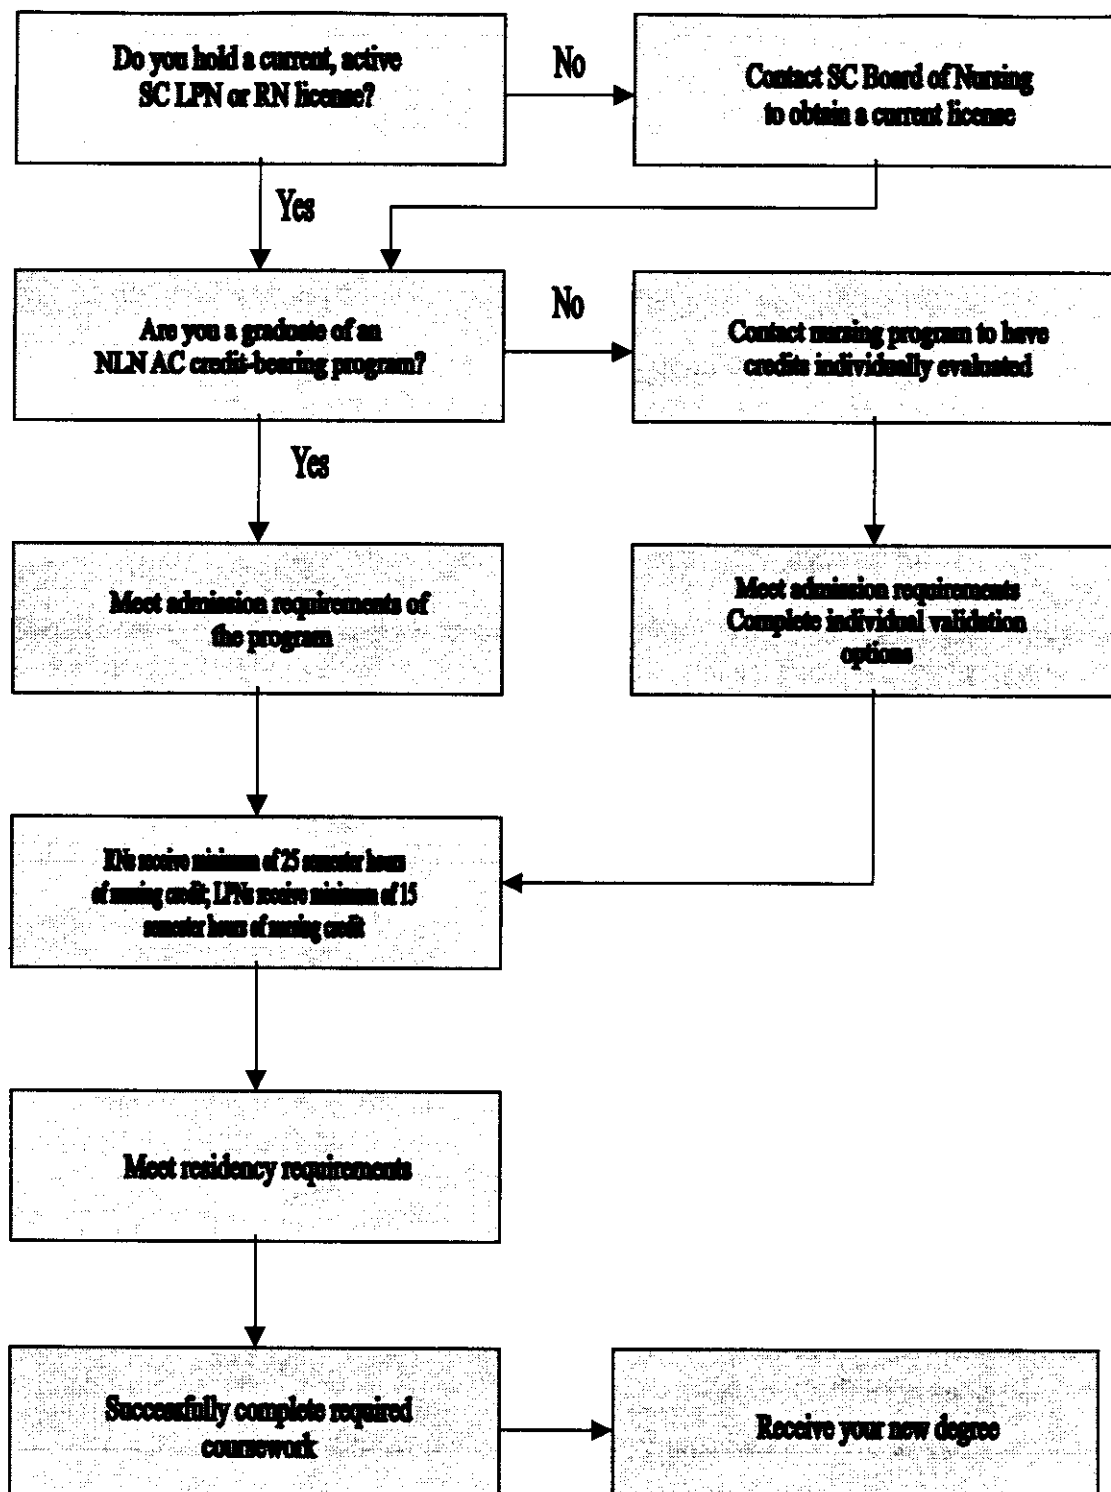 Do you hold a current, active
SC LPN or RN license?
No
Contact SC Board of Nursing
to obtain a current license
Yes
Are you a graduate of an
NLN AC credit-bearing program?
No
Contact nursing program to have
credits individually evaluated
Yes
Meet admission requirements of
the program
Meet admission requirements
Complete individual validation
options
RNs receive minimum of 25 semester hours
of nursing credit; LPNs receive minimum of 15
semester hours of nursing credit
Meet residency requirements
Successfully complete required
coursework
Receive your new degree